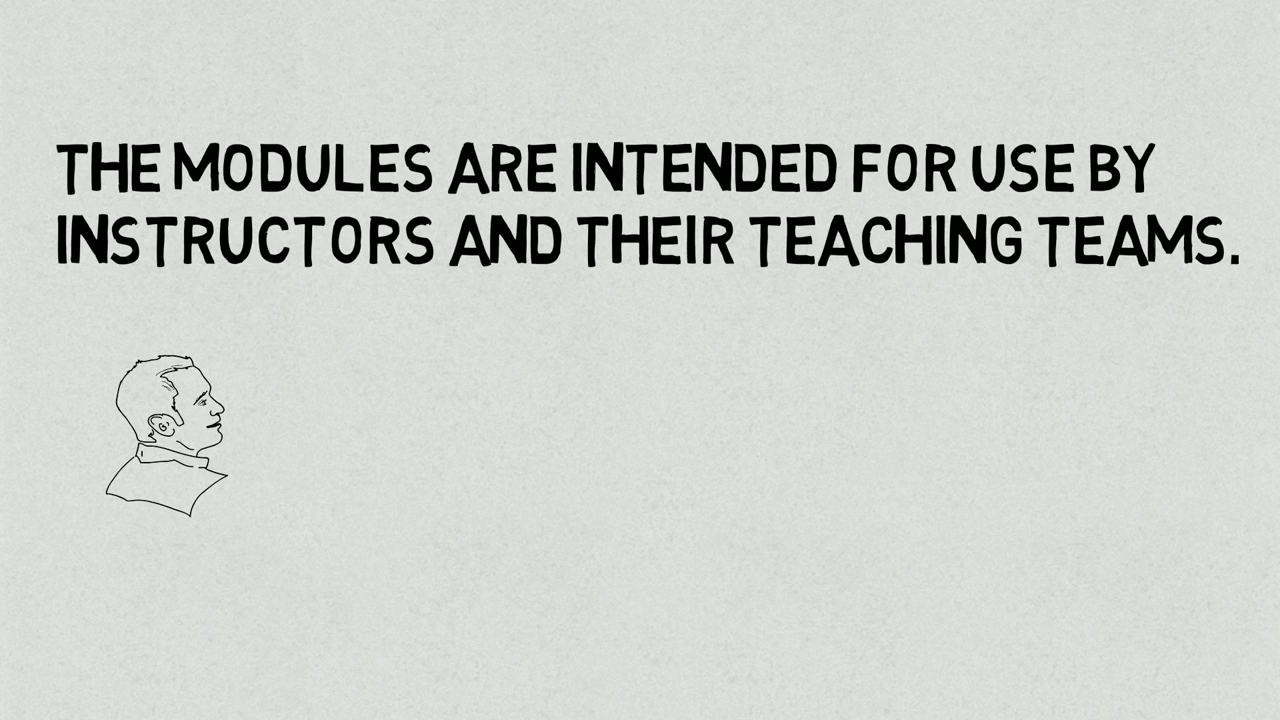 THE MODULES ARE INTENDED FOR USE BY
INSTRUCTORS AND THEIR TEACHING TEAMS.